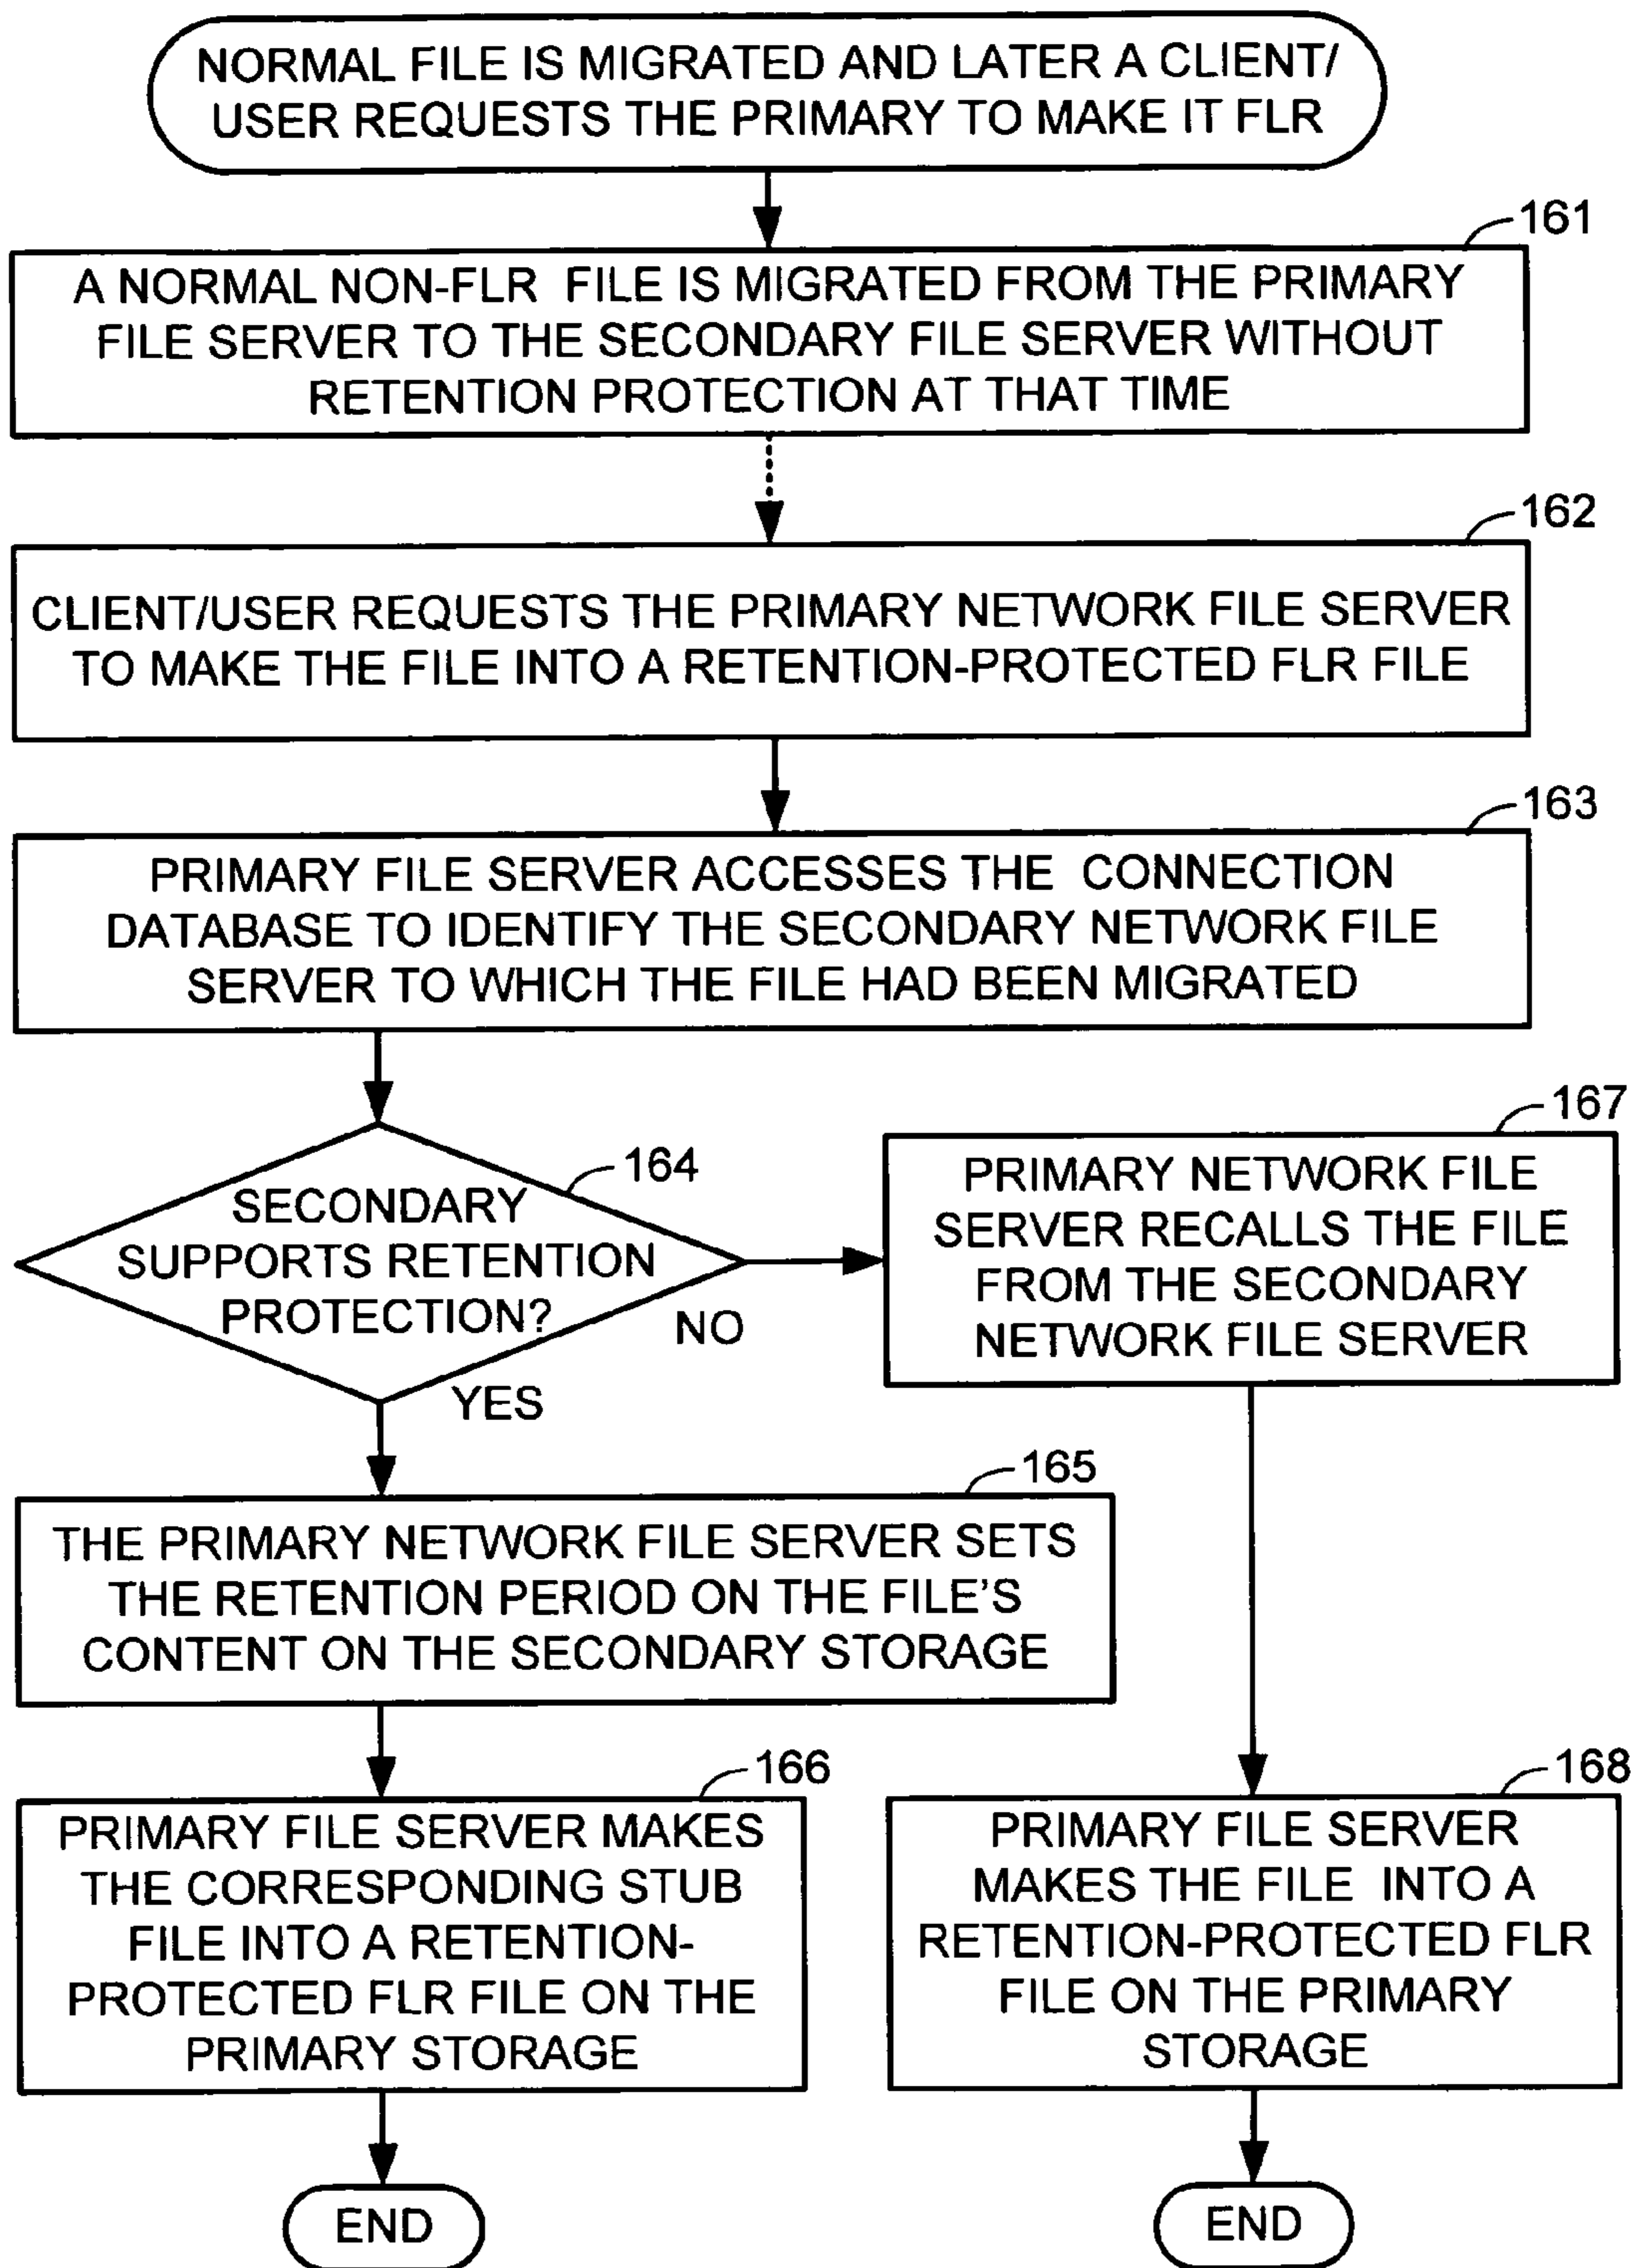 NORMAL FILE IS MIGRATED AND LATER A CLIENT/
USER REQUESTS THE PRIMARY TO MAKE IT FLR
161
A NORMAL NON-FLR FILE IS MIGRATED FROM THE PRIMARY
FILE SERVER TO THE SECONDARY FILE SERVER WITHOUT
RETENTION PROTECTION AT THAT TIME
162
CLIENT/USER REQUESTS THE PRIMARY NETWORK FILE SERVER
TO MAKE THE FILE INTO A RETENTION-PROTECTED FLR FILE
163
PRIMARY FILE SERVER ACCESSES THE CONNECTION
DATABASE TO IDENTIFY THE SECONDARY NETWORK FILE
SERVER TO WHICH THE FILE HAD BEEN MIGRATED
164
SECONDARY
SUPPORTS RETENTION
PROTECTION?
NO
YES
167
PRIMARY NETWORK FILE
SERVER RECALLS THE FILE
FROM THE SECONDARY
NETWORK FILE SERVER
165
THE PRIMARY NETWORK FILE SERVER SETS
THE RETENTION PERIOD ON THE FILE'S
CONTENT ON THE SECONDARY STORAGE
166
PRIMARY FILE SERVER MAKES
THE CORRESPONDING STUB
FILE INTO A RETENTION-
PROTECTED FLR FILE ON THE
PRIMARY STORAGE
168
PRIMARY FILE SERVER
MAKES THE FILE INTO A
RETENTION-PROTECTED FLR
FILE ON THE PRIMARY
STORAGE
END
END